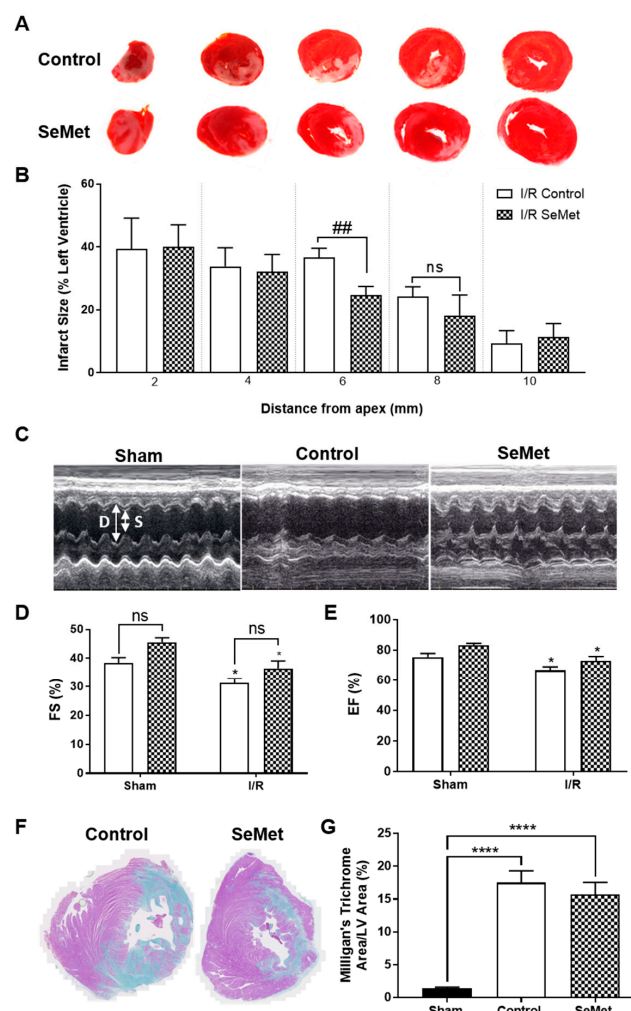 A
Control
SeMet
B
Infarct Size (% Left Ventricle)
60
40
20
0
##
ns
I/R Control
I/R SeMet
2 4 6 8 10
Distance from apex (mm)
C
Sham Control SeMet
D S
D
FS (%)
50
40
30
20
10
0
ns
ns
* *
Sham I/R
E
EF (%)
100
80
60
40
20
0
* *
Sham I/R
F
Control SeMet
G
Milligan's Trichrome
Area/LV Area (%)
25
20
15
10
5
0
****
****
Sham Control SeMet